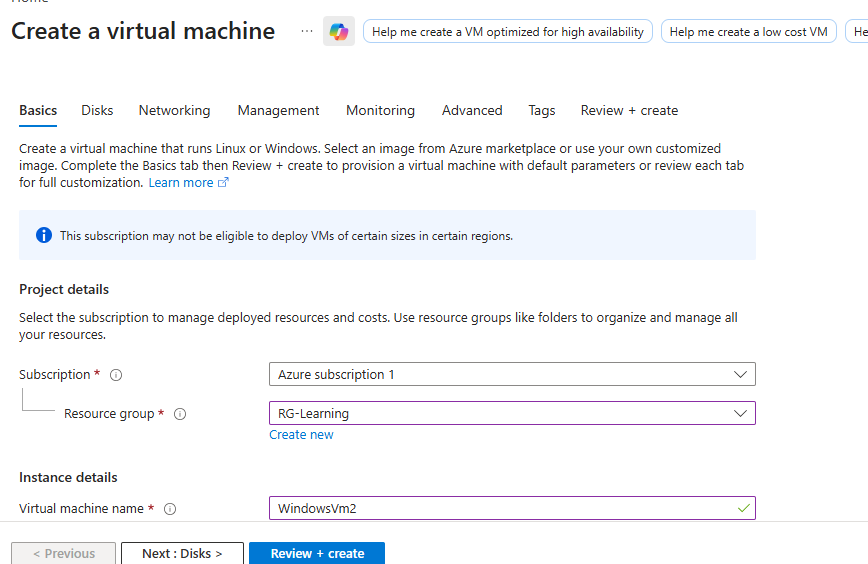 Home
Create a virtual machine
... Help me create a VM optimized for high availability Help me create a low cost VM He
Basics Disks Networking Management Monitoring Advanced Tags Review + create
Create a virtual machine that runs Linux or Windows. Select an image from Azure marketplace or use your own customized
image. Complete the Basics tab then Review + create to provision a virtual machine with default parameters or review each tab
for full customization. Learn more
This subscription may not be eligible to deploy VMs of certain sizes in certain regions.
Project details
Select the subscription to manage deployed resources and costs. Use resource groups like folders to organize and manage all
your resources.
Subscription * Azure subscription 1
Resource group * RG-Learning
Create new
Instance details
Virtual machine name * WindowsVm2
< Previous Next : Disks > Review + create